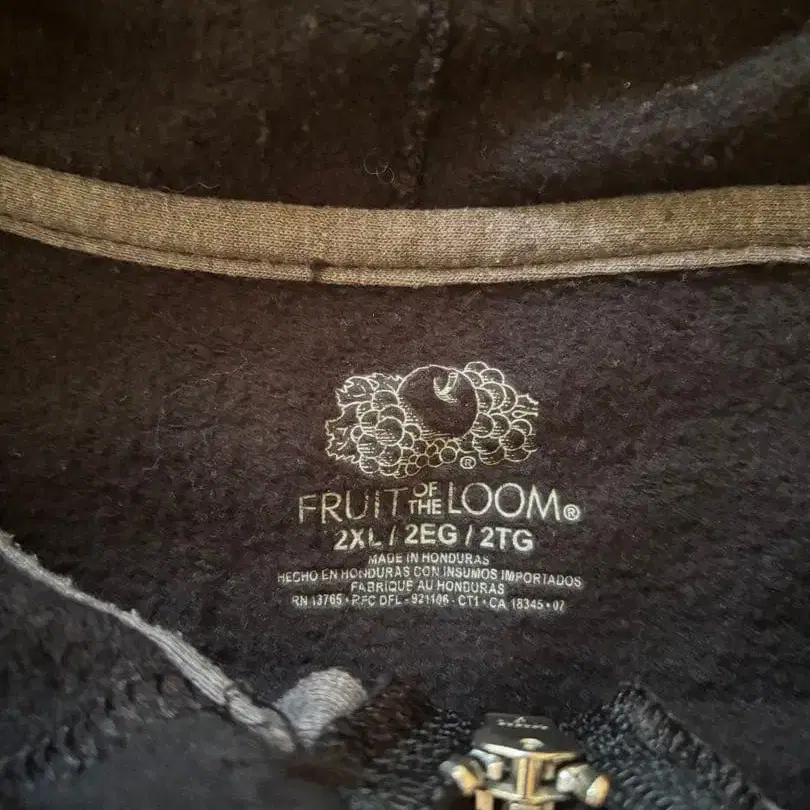 ®
FRUIT OF THE LOOM®
2XL / 2EG / 2TG
MADE IN HONDURAS
HECHO EN HONDURAS CON INSUMOS IMPORTADOS
FABRIQUÉ AU HONDURAS
RN 13765 • RFC DFL - 921106 - CT1 • CA 18345 • 07